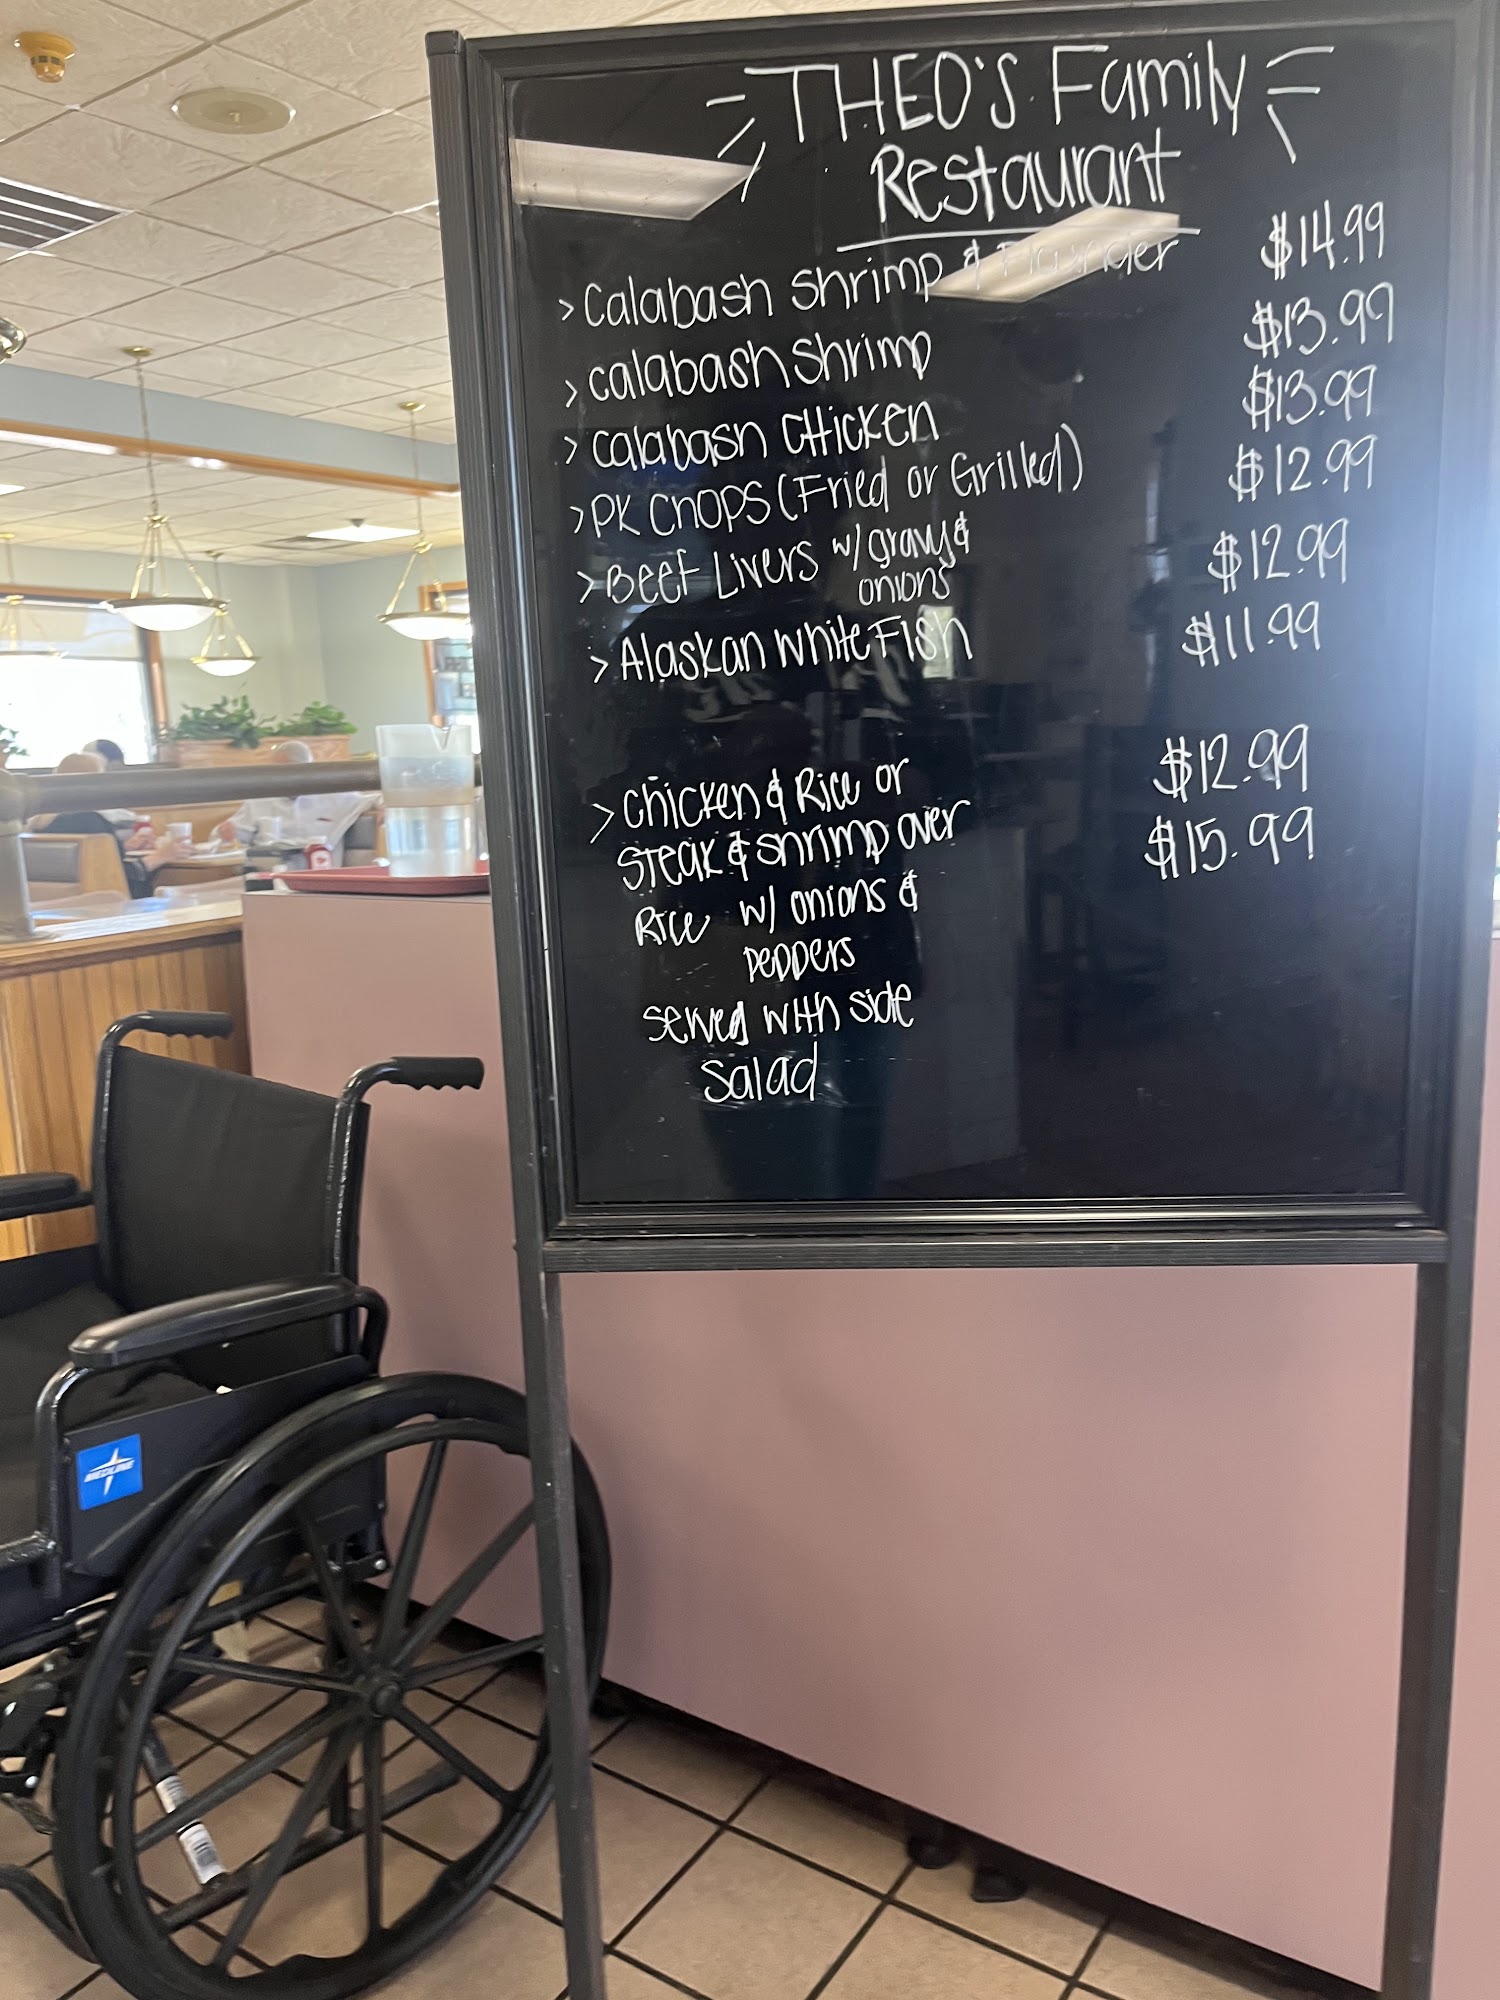 THEO'S Family
Restaurant
> Calabash Shrimp & Flounder $14.99
> Calabash Shrimp $13.99
> Calabash Chicken $13.99
> PK Chops (Fried or Grilled) $12.99
> Beef Livers w/ gravy & $12.99
onions
> Alaskan White Fish $11.99
> Chicken & Rice or $12.99
Steak & Shrimp over $15.99
Rice w/ onions &
peppers
served with side
Salad
MEDLINE